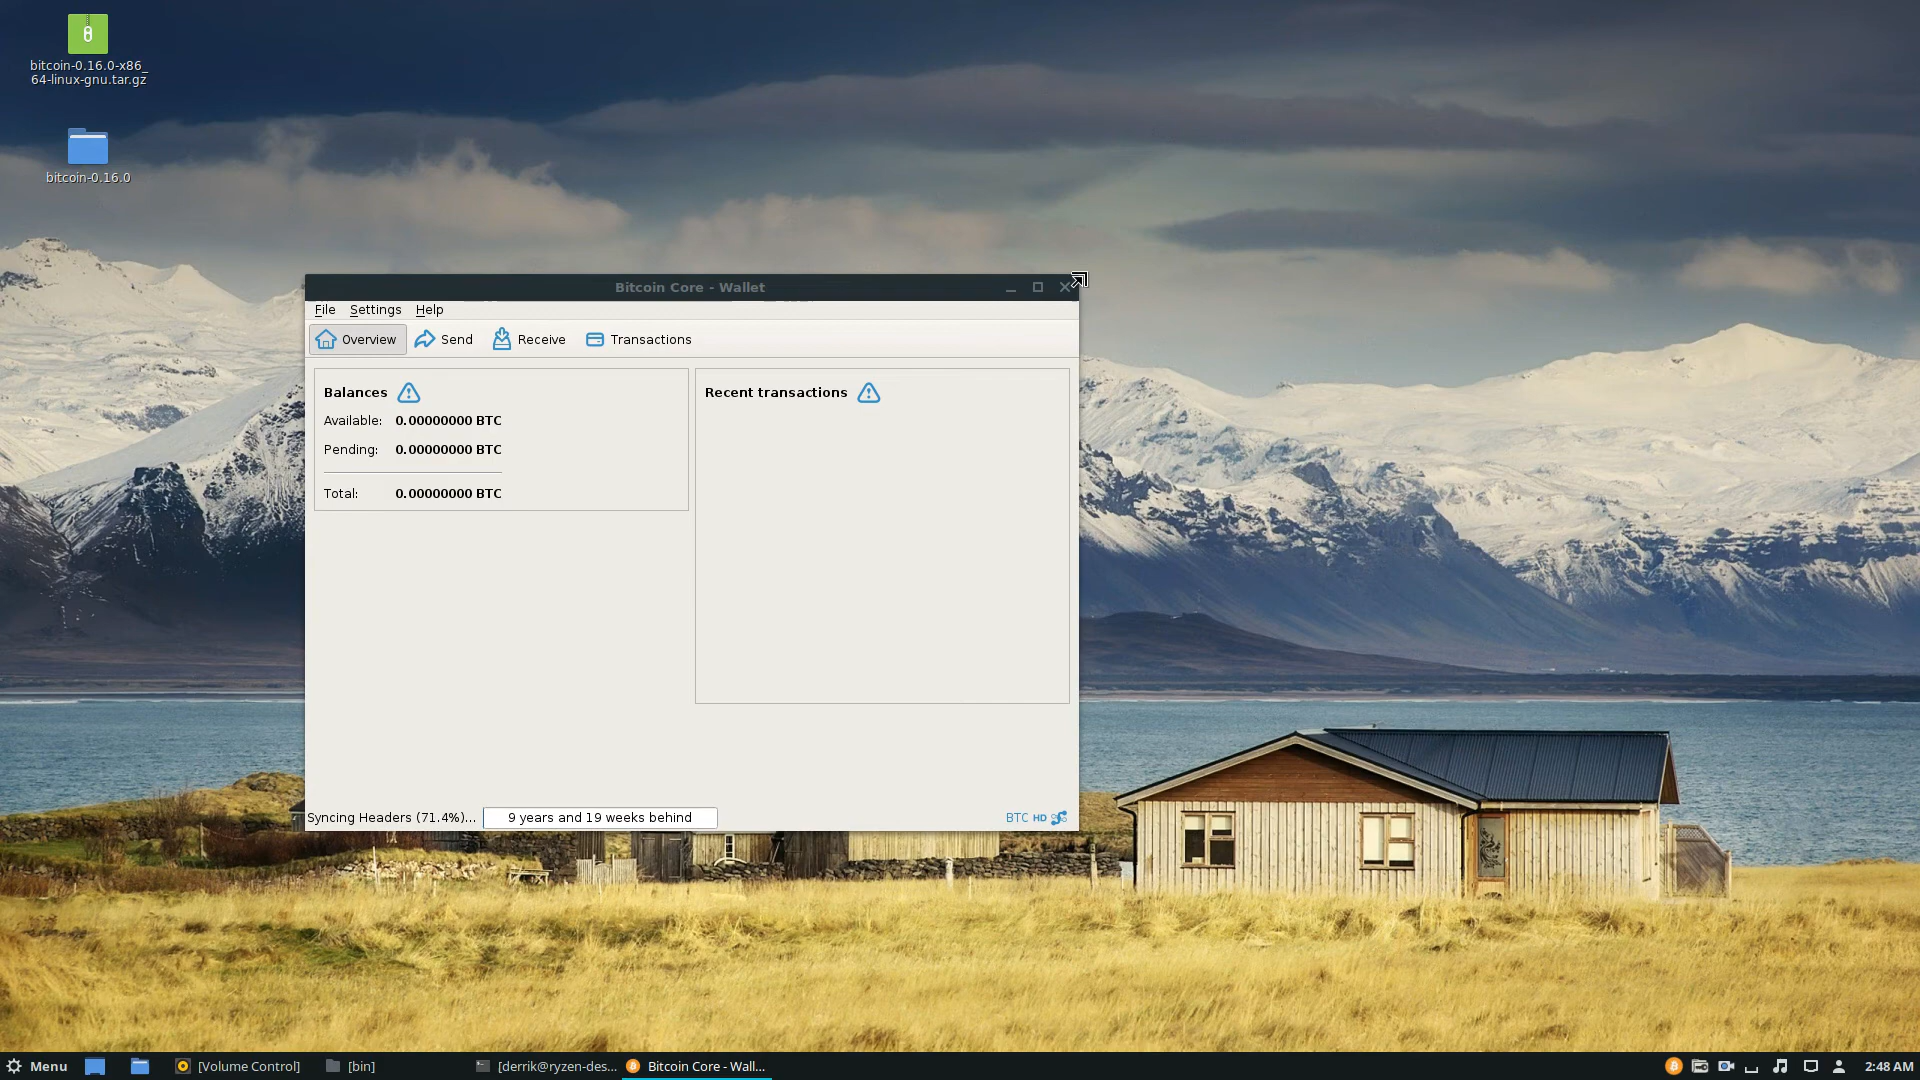 bitcoin-0.16.0-x86_
64-linux-gnu.tar.gz
bitcoin-0.16.0
Bitcoin Core - Wallet
File Settings Help
Overview Send Receive Transactions
Balances
Available: 0.00000000 BTC
Pending: 0.00000000 BTC
Total: 0.00000000 BTC
Recent transactions
Syncing Headers (71.4%)... 9 years and 19 weeks behind BTC HD
Menu [Volume Control] [bin] [derrik@ryzen-des... Bitcoin Core - Wall... 2:48 AM